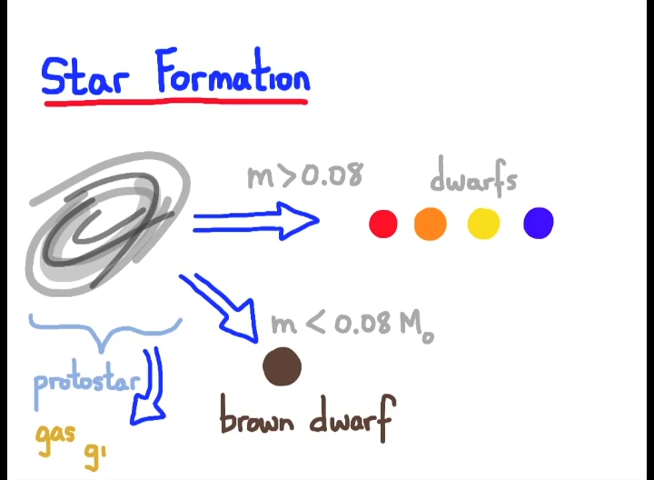 Star Formation
m > 0.08 dwarfs
m < 0.08 M₀
protostar
brown dwarf
gas